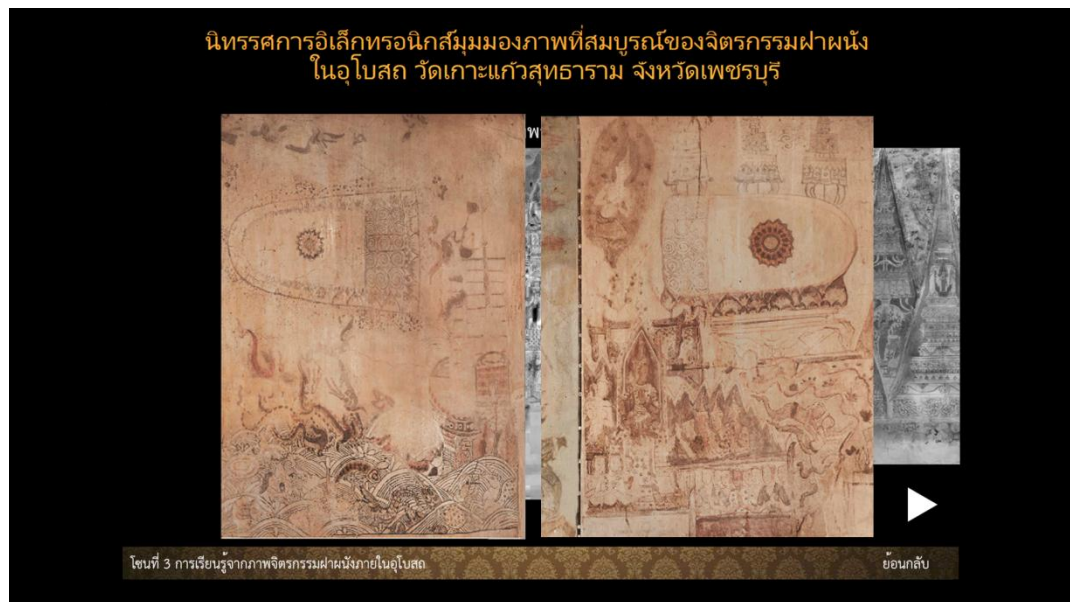 นิทรรศการอิเล็กทรอนิกส์มุมมองภาพที่สมบูรณ์ของจิตรกรรมฝาผนัง
ในอุโบสถ วัดเกาะแก้วสุทธาราม จังหวัดเพชรบุรี
โซนที่ 3 การเรียนรู้จากภาพจิตรกรรมฝาผนังภายในอุโบสถ
ย้อนกลับ